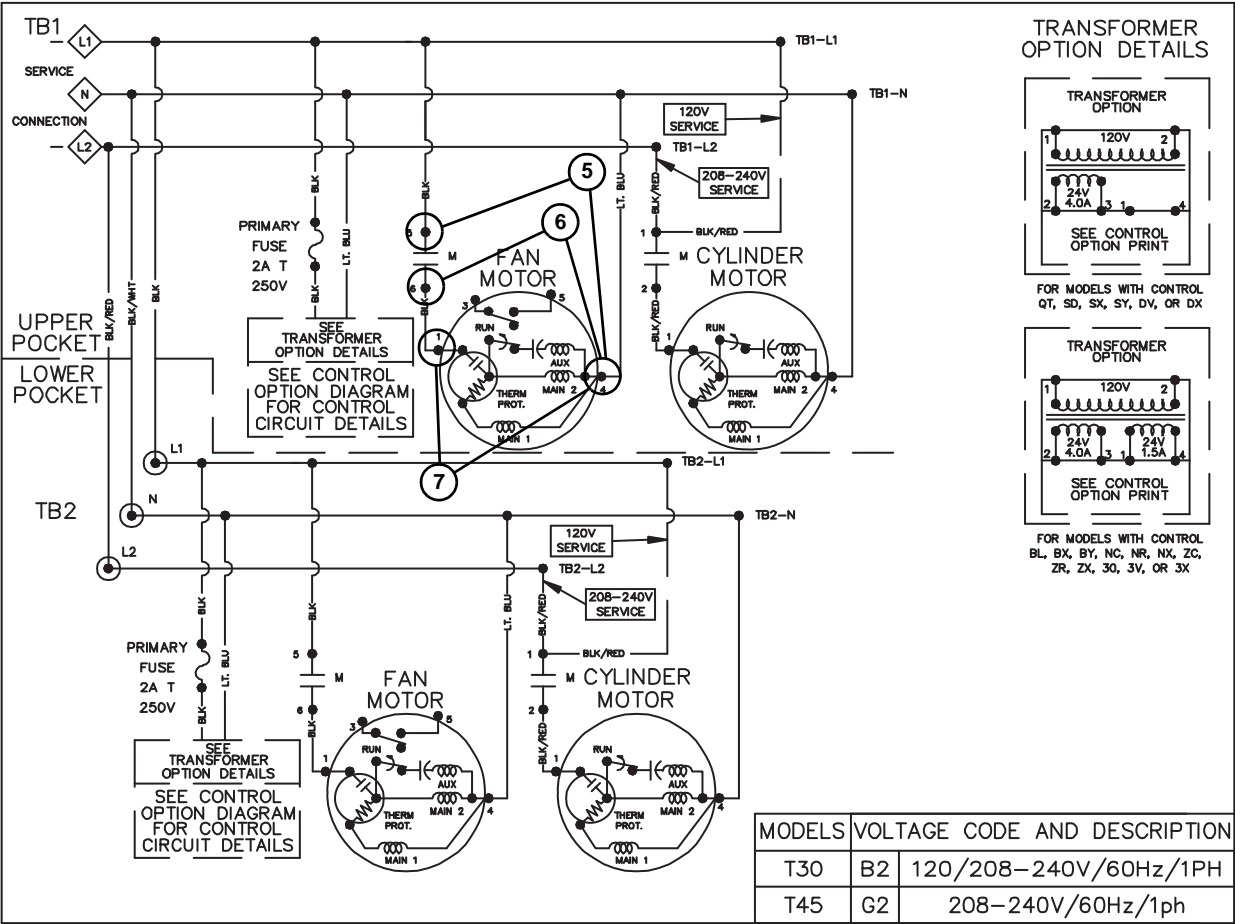 TB1
L1
TB1-L1
SERVICE
N
TB1-N
CONNECTION
L2
TB1-L2
120V
SERVICE
208-240V
SERVICE
BLK
BLK
LT. BLU
BLK/RED
5
6
7
PRIMARY
FUSE
2A T
250V
BLK
LT. BLU
BLK/RED
BLK/WHT
BLK
5
M
6
BLK
FAN
MOTOR
1
BLK/RED
M
2
BLK/RED
CYLINDER
MOTOR
3
5
1
RUN
AUX
MAIN 2
4
THERM
PROT.
MAIN 1
1
RUN
AUX
MAIN 2
4
THERM
PROT.
MAIN 1
UPPER
POCKET
LOWER
POCKET
SEE
TRANSFORMER
OPTION DETAILS
SEE CONTROL
OPTION DIAGRAM
FOR CONTROL
CIRCUIT DETAILS
L1
TB2-L1
TB2
N
TB2-N
L2
TB2-L2
120V
SERVICE
208-240V
SERVICE
BLK
BLK
LT. BLU
BLK/RED
PRIMARY
FUSE
2A T
250V
BLK
LT. BLU
5
M
6
BLK
FAN
MOTOR
1
BLK/RED
M
2
BLK/RED
CYLINDER
MOTOR
3
5
1
RUN
AUX
MAIN 2
4
THERM
PROT.
MAIN 1
1
RUN
AUX
MAIN 2
4
THERM
PROT.
MAIN 1
SEE
TRANSFORMER
OPTION DETAILS
SEE CONTROL
OPTION DIAGRAM
FOR CONTROL
CIRCUIT DETAILS
TRANSFORMER
OPTION DETAILS
TRANSFORMER
OPTION
1 120V 2
24V
4.0A
2 3 1 4
SEE CONTROL
OPTION PRINT
FOR MODELS WITH CONTROL
QT, SD, SX, SY, DV, OR DX
TRANSFORMER
OPTION
1 120V 2
24V 24V
2 4.0A 3 1 1.5A 4
SEE CONTROL
OPTION PRINT
FOR MODELS WITH CONTROL
BL, BX, BY, NC, NR, NX, ZC,
ZR, ZX, 30, 3V, OR 3X
MODELS VOLTAGE CODE AND DESCRIPTION
T30 B2 120/208-240V/60Hz/1PH
T45 G2 208-240V/60Hz/1ph